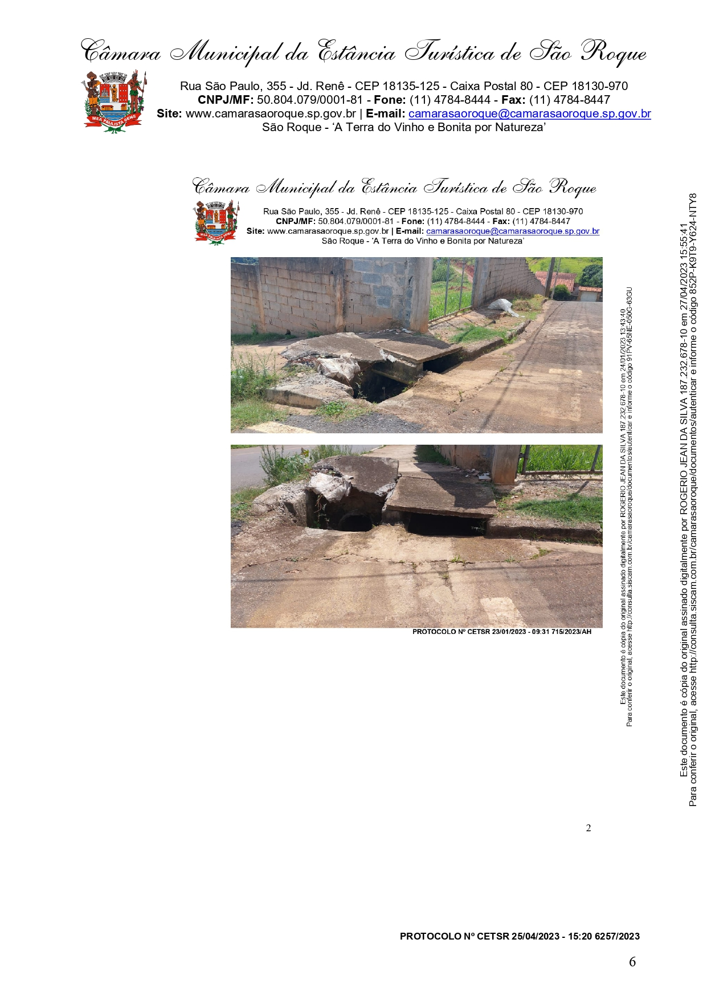 Câmara Municipal da Estância Turística de São Roque
Rua São Paulo, 355 - Jd. Renê - CEP 18135-125 - Caixa Postal 80 - CEP 18130-970
CNPJ/MF: 50.804.079/0001-81 - Fone: (11) 4784-8444 - Fax: (11) 4784-8447
Site: www.camarasaoroque.sp.gov.br | E-mail: camarasaoroque@camarasaoroque.sp.gov.br
São Roque - ‘A Terra do Vinho e Bonita por Natureza’
MEA PAULISTA GENS
Câmara Municipal da Estância Turística de São Roque
Rua São Paulo, 355 - Jd. Renê - CEP 18135-125 - Caixa Postal 80 - CEP 18130-970
CNPJ/MF: 50.804.079/0001-81 - Fone: (11) 4784-8444 - Fax: (11) 4784-8447
Site: www.camarasaoroque.sp.gov.br | E-mail: camarasaoroque@camarasaoroque.sp.gov.br
São Roque - ‘A Terra do Vinho e Bonita por Natureza’
MEA PAULISTA GENS
PROTOCOLO Nº CETSR 23/01/2023 - 09:31 715/2023/AH
Este documento é cópia do original assinado digitalmente por ROGERIO JEAN DA SILVA 187.232.678-10 em 24/01/2023 13:43:40
Para conferir o original, acesse http://consulta.siscam.com.br/camarasaoroque/documentos/autenticar e informe o código 91PV-65NE-050G-63GU
2
Este documento é cópia do original assinado digitalmente por ROGERIO JEAN DA SILVA 187.232.678-10 em 27/04/2023 15:55:41
Para conferir o original, acesse http://consulta.siscam.com.br/camarasaoroque/documentos/autenticar e informe o código 852P-K9T9-Y624-NTY8
PROTOCOLO Nº CETSR 25/04/2023 - 15:20 6257/2023
6